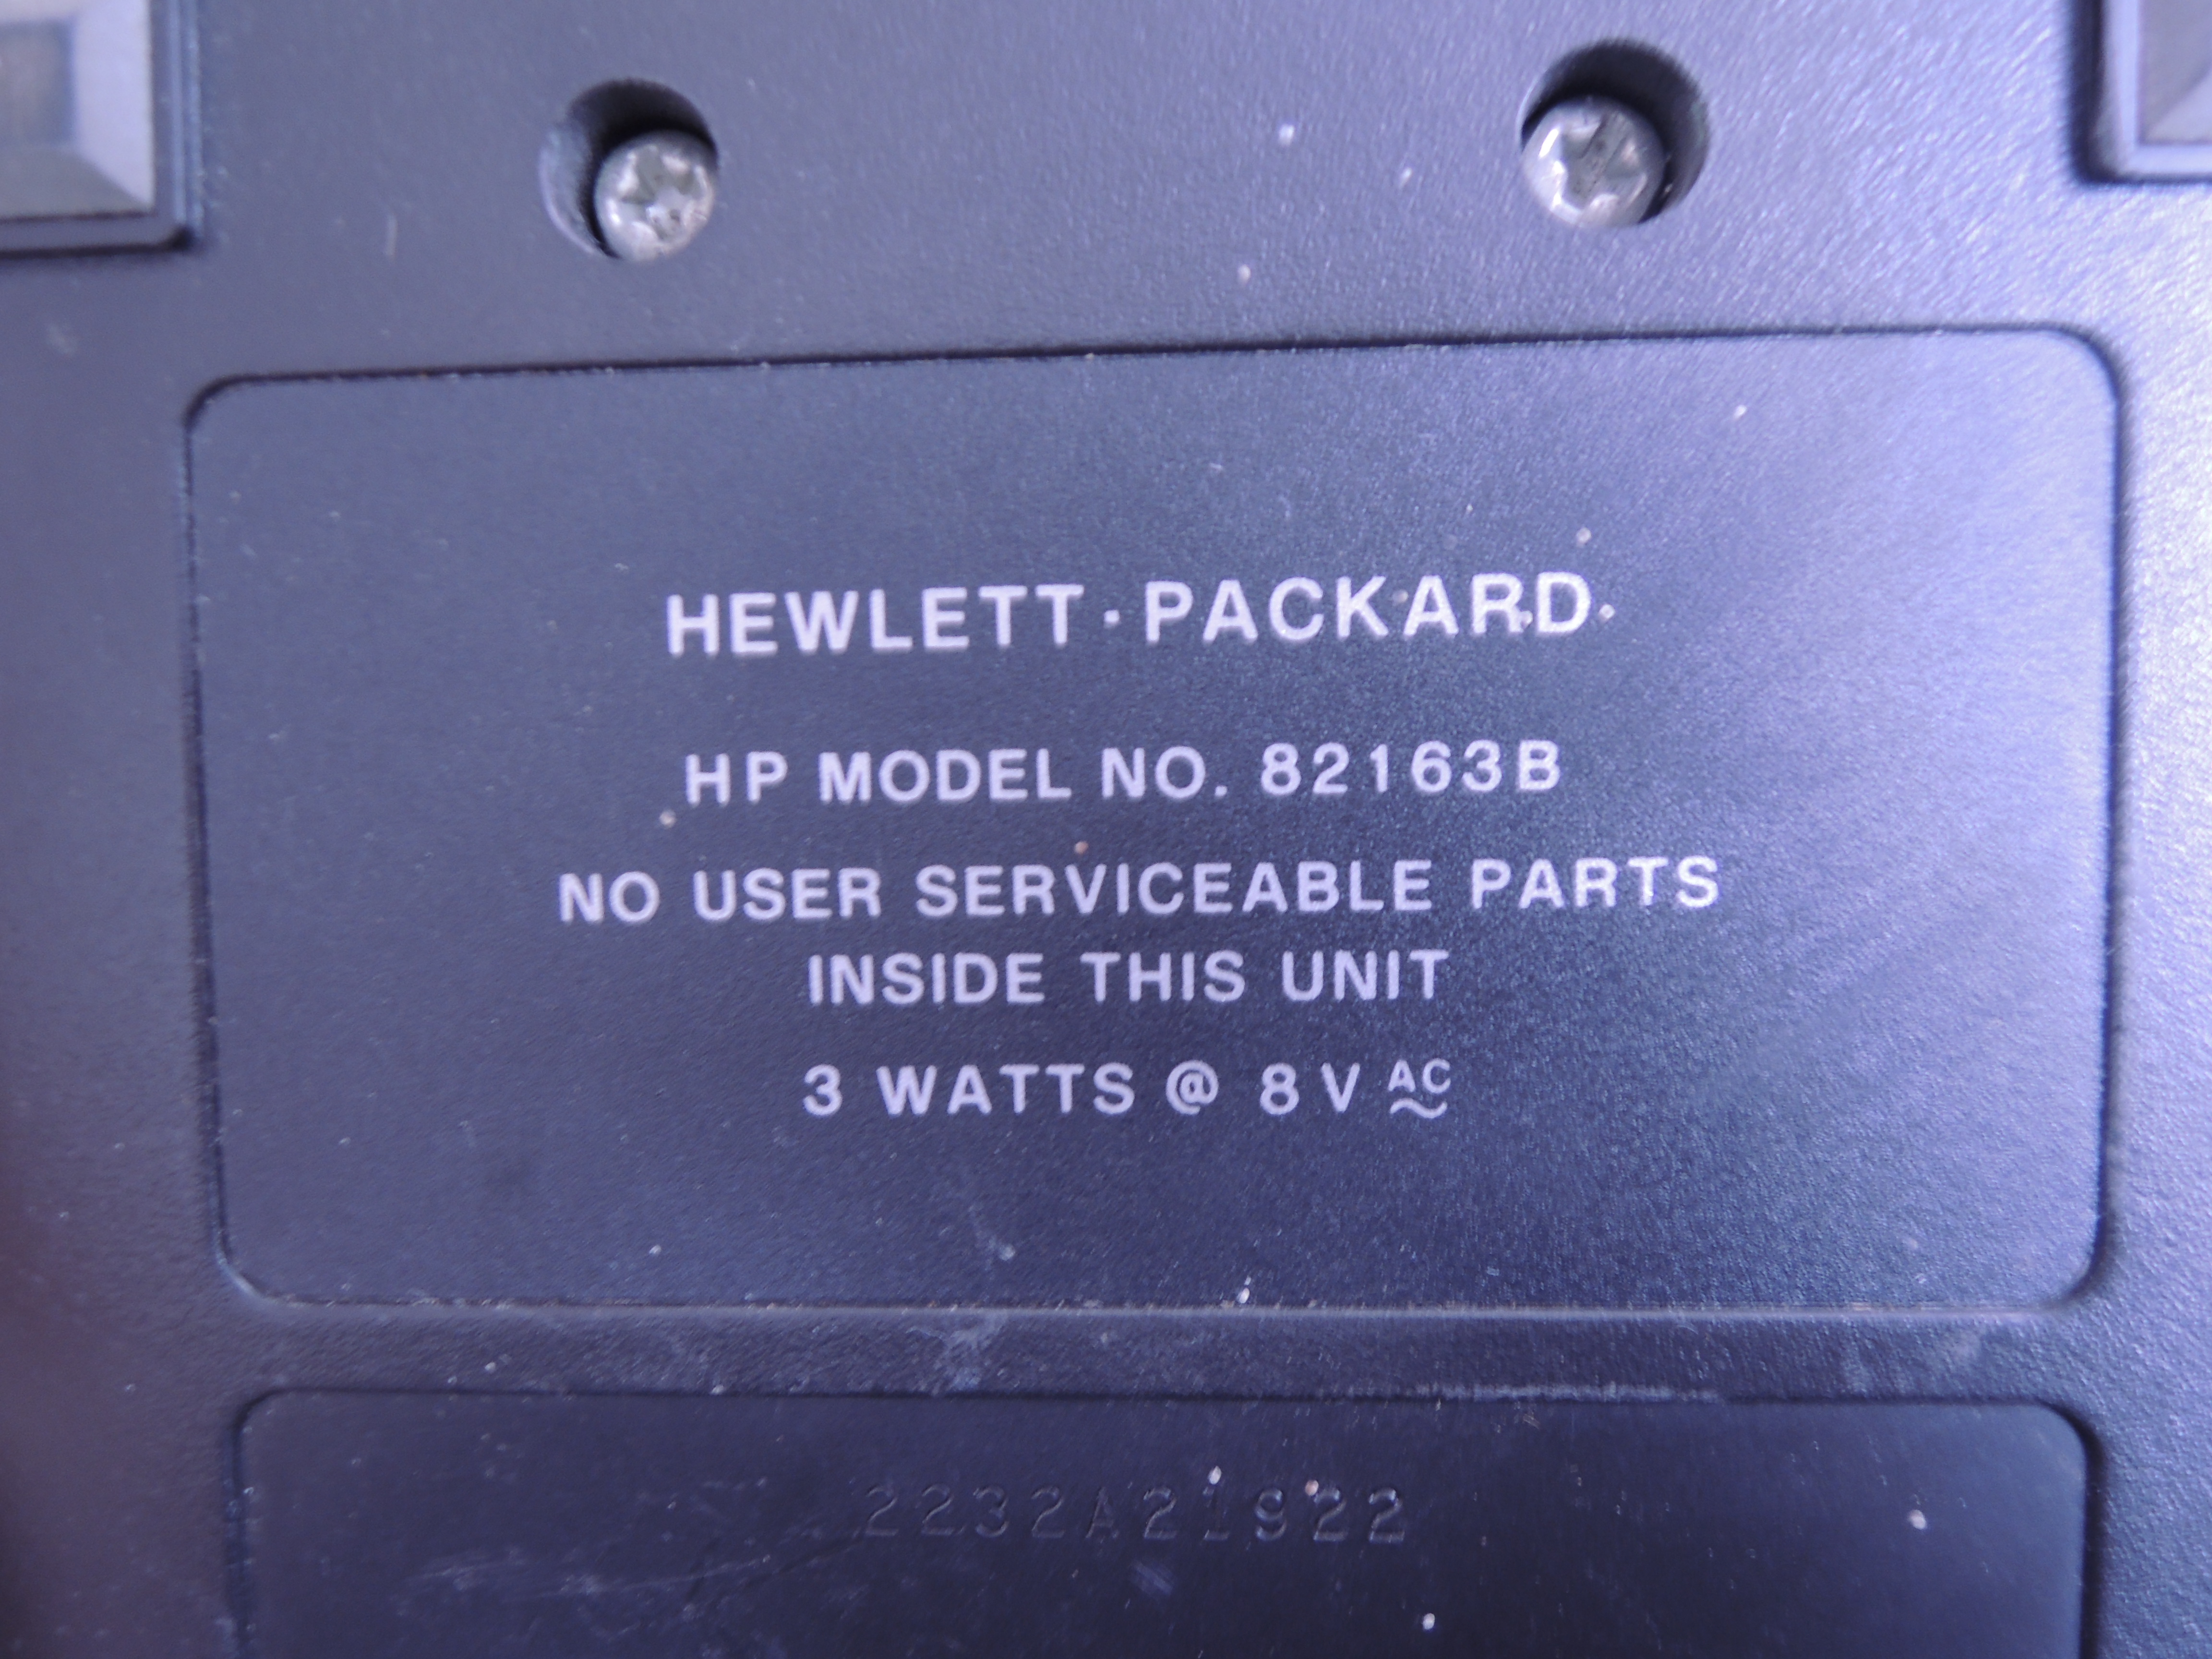 HEWLETT · PACKARD
HP MODEL NO. 82163B
NO USER SERVICEABLE PARTS
INSIDE THIS UNIT
3 WATTS @ 8 V AC
2232A21922